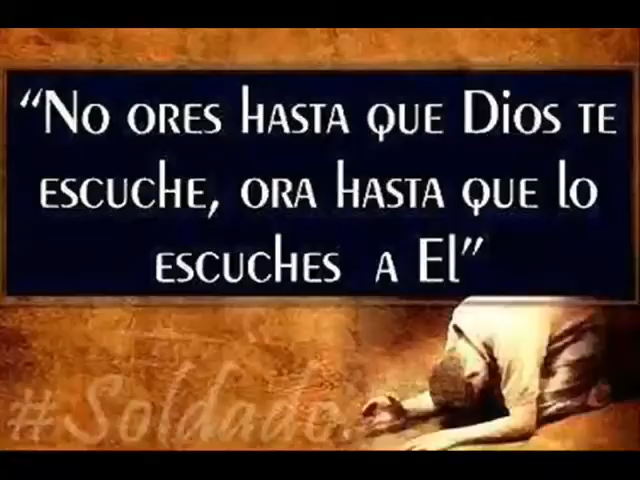 “No ores hasta que Dios te
escuche, ora hasta que lo
escuches a El”
#Soldado.